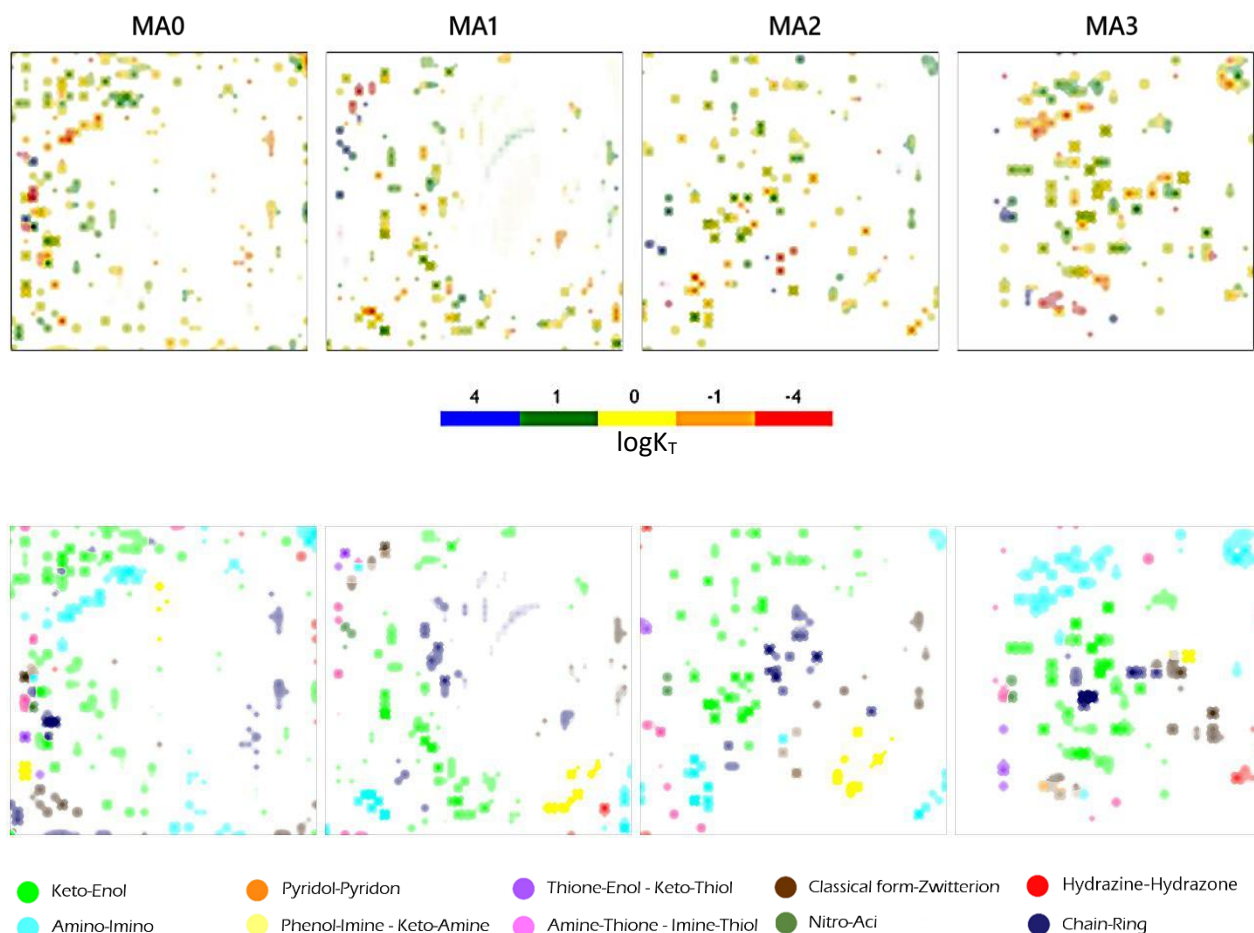 MA0 MA1 MA2 MA3
4 1 0 -1 -4
logKT
Keto-Enol Pyridol-Pyridon Thione-Enol - Keto-Thiol Classical form-Zwitterion Hydrazine-Hydrazone
Amino-Imino Phenol-Imine - Keto-Amine Amine-Thione - Imine-Thiol Nitro-Aci Chain-Ring